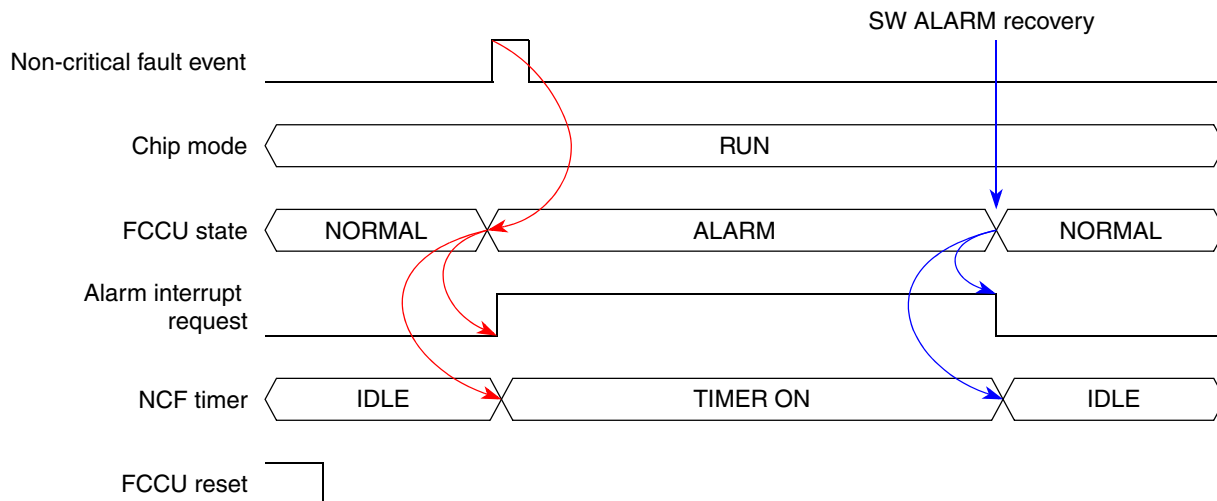 SW ALARM recovery
Non-critical fault event
Chip mode
RUN
FCCU state
NORMAL
ALARM
NORMAL
Alarm interrupt
request
NCF timer
IDLE
TIMER ON
IDLE
FCCU reset